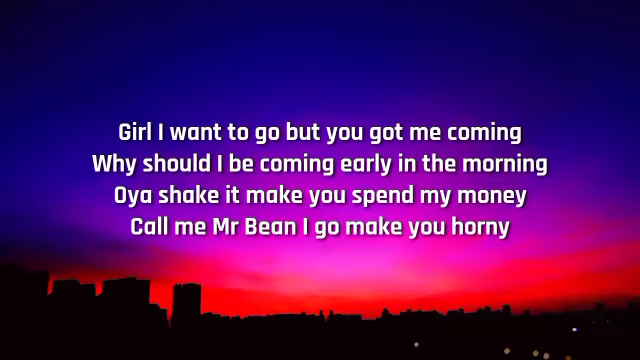 Girl I want to go but you got me coming
Why should I be coming early in the morning
Oya shake it make you spend my money
Call me Mr Bean I go make you horny